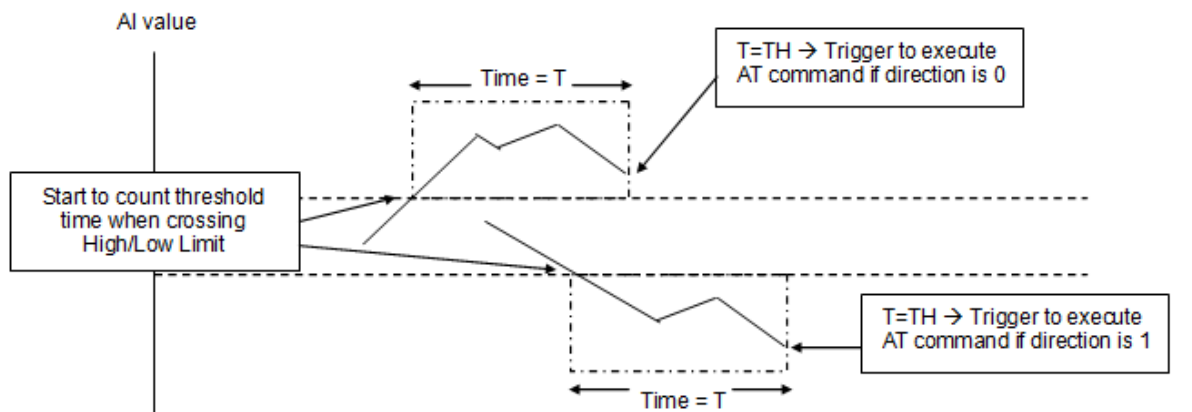 AI value
T=TH → Trigger to execute
AT command if direction is 0
Time = T
Start to count threshold
time when crossing
High/Low Limit
T=TH → Trigger to execute
AT command if direction is 1
Time = T